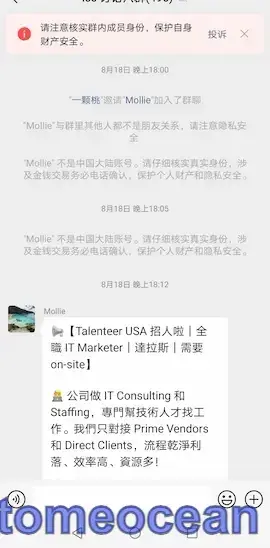 请注意核实群内成员身份，保护自身
财产安全。
投诉
8月18日 晚上18:00
"一颗桃"邀请"Mollie"加入了群聊
"Mollie"与群里其他人都不是朋友关系，请注意隐私安
全
"Mollie" 不是中国大陆账号。请仔细核实真实身份，涉
及金钱交易务必电话确认，保护个人财产和隐私安全。
8月18日 晚上18:05
"Mollie" 不是中国大陆账号。请仔细核实真实身份，涉
及金钱交易务必电话确认，保护个人财产和隐私安全。
8月18日 晚上18:12
Mollie
【Talenteer USA 招人啦｜全
職 IT Marketer｜達拉斯｜需要
on-site】
公司做 IT Consulting 和
Staffing，專門幫技術人才找工
作。我們只對接 Prime Vendors
和 Direct Clients，流程乾淨利
落、效率高、資源多！
tomeocean